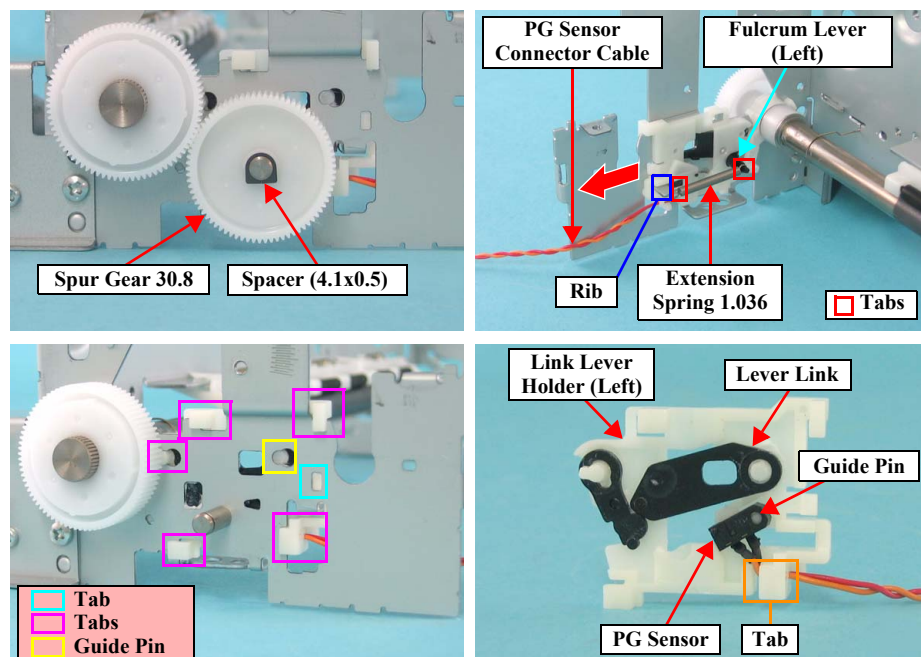 Spur Gear 30.8
Spacer (4.1x0.5)
PG Sensor
Connector Cable
Fulcrum Lever
(Left)
Rib
Extension
Spring 1.036
Tabs
Tab
Tabs
Guide Pin
Link Lever
Holder (Left)
Lever Link
Guide Pin
PG Sensor
Tab